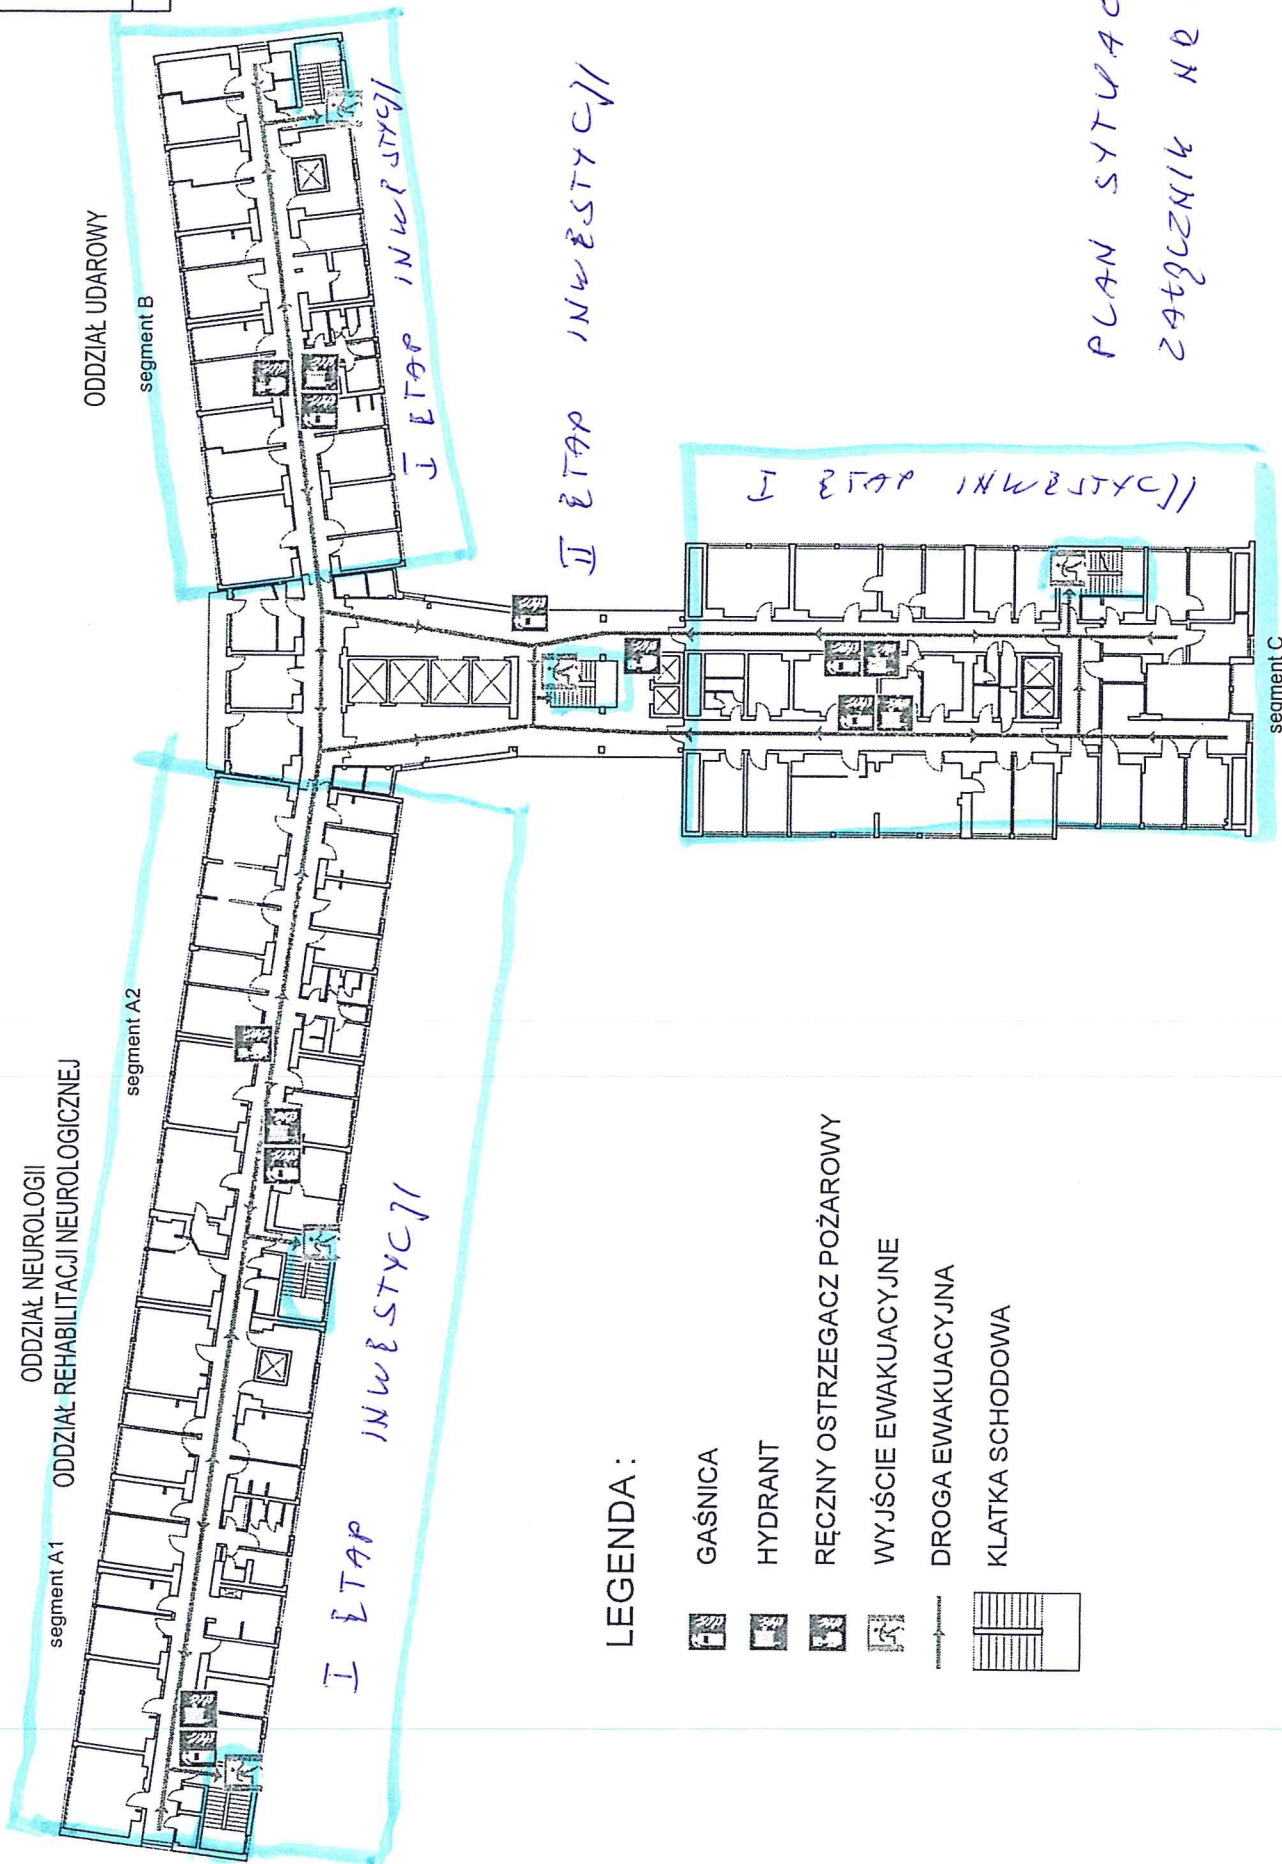 ODDZIAŁ NEUROLOGII
ODDZIAŁ REHABILITACJI NEUROLOGICZNEJ
segment A1
segment A2
ODDZIAŁ UDAROWY
segment B
I ETAP INWESTYCJI
I ETAP INWESTYCJI
II ETAP INWESTYCJI
I ETAP INWESTYCJI
segment C
LEGENDA :
GAŚNICA
HYDRANT
RĘCZNY OSTRZEGACZ POŻAROWY
WYJŚCIE EWAKUACYJNE
DROGA EWAKUACYJNA
KLATKA SCHODOWA
PLAN
ZAŁĄCZNIK NR